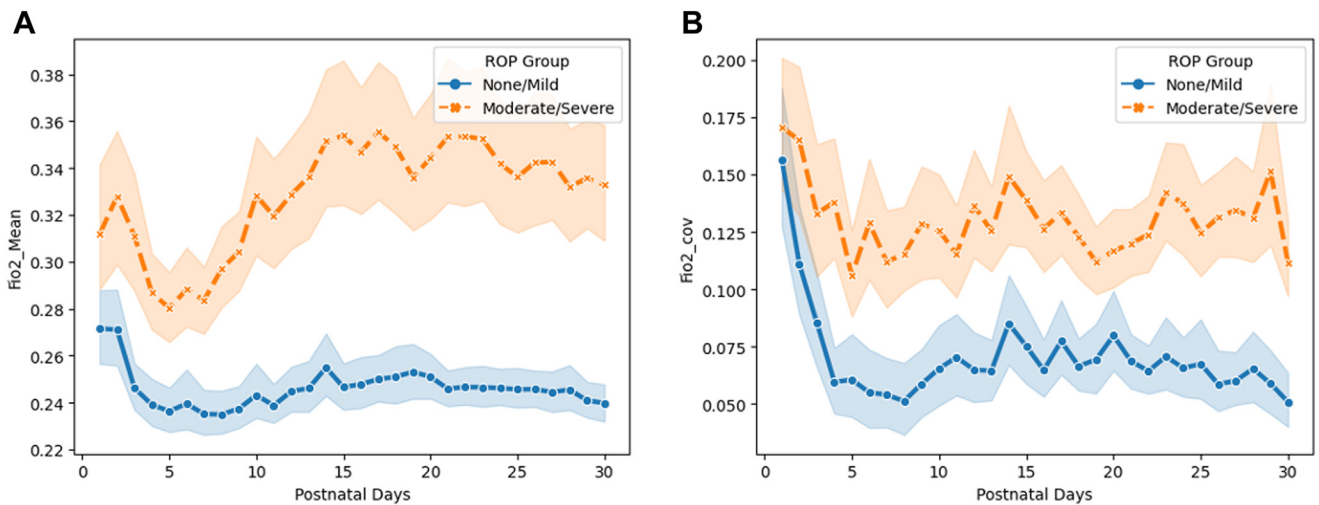 A
B
ROP Group
None/Mild
Moderate/Severe
Fio2_Mean
0.38
0.36
0.34
0.32
0.30
0.28
0.26
0.24
0.22
0 5 10 15 20 25 30
Postnatal Days
ROP Group
None/Mild
Moderate/Severe
Fio2_cov
0.200
0.175
0.150
0.125
0.100
0.075
0.050
0 5 10 15 20 25 30
Postnatal Days